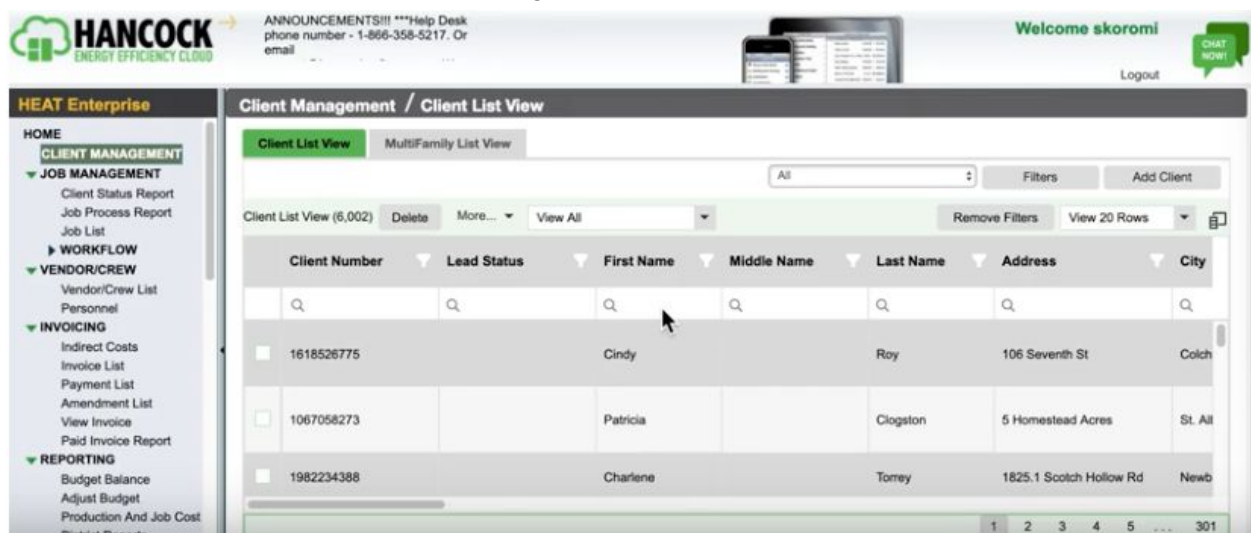 HANCOCK
ENERGY EFFICIENCY CLOUD
ANNOUNCEMENTS!!! ***Help Desk
phone number - 1-866-358-5217. Or
email
Welcome skoromi
CHAT
NOW!
Logout
HEAT Enterprise
Client Management / Client List View
HOME
CLIENT MANAGEMENT
JOB MANAGEMENT
Client Status Report
Job Process Report
Job List
WORKFLOW
VENDOR/CREW
Vendor/Crew List
Personnel
INVOICING
Indirect Costs
Invoice List
Payment List
Amendment List
View Invoice
Paid Invoice Report
REPORTING
Budget Balance
Adjust Budget
Production And Job Cost
Client List View MultiFamily List View
All Filters Add Client
Client List View (6,002) Delete More... View All Remove Filters View 20 Rows
Client Number Lead Status First Name Middle Name Last Name Address City
1618526775 Cindy Roy 106 Seventh St Colch
1067058273 Patricia Clogston 5 Homestead Acres St. All
1982234388 Charlene Torrey 1825.1 Scotch Hollow Rd Newb
1 2 3 4 5 ... 301